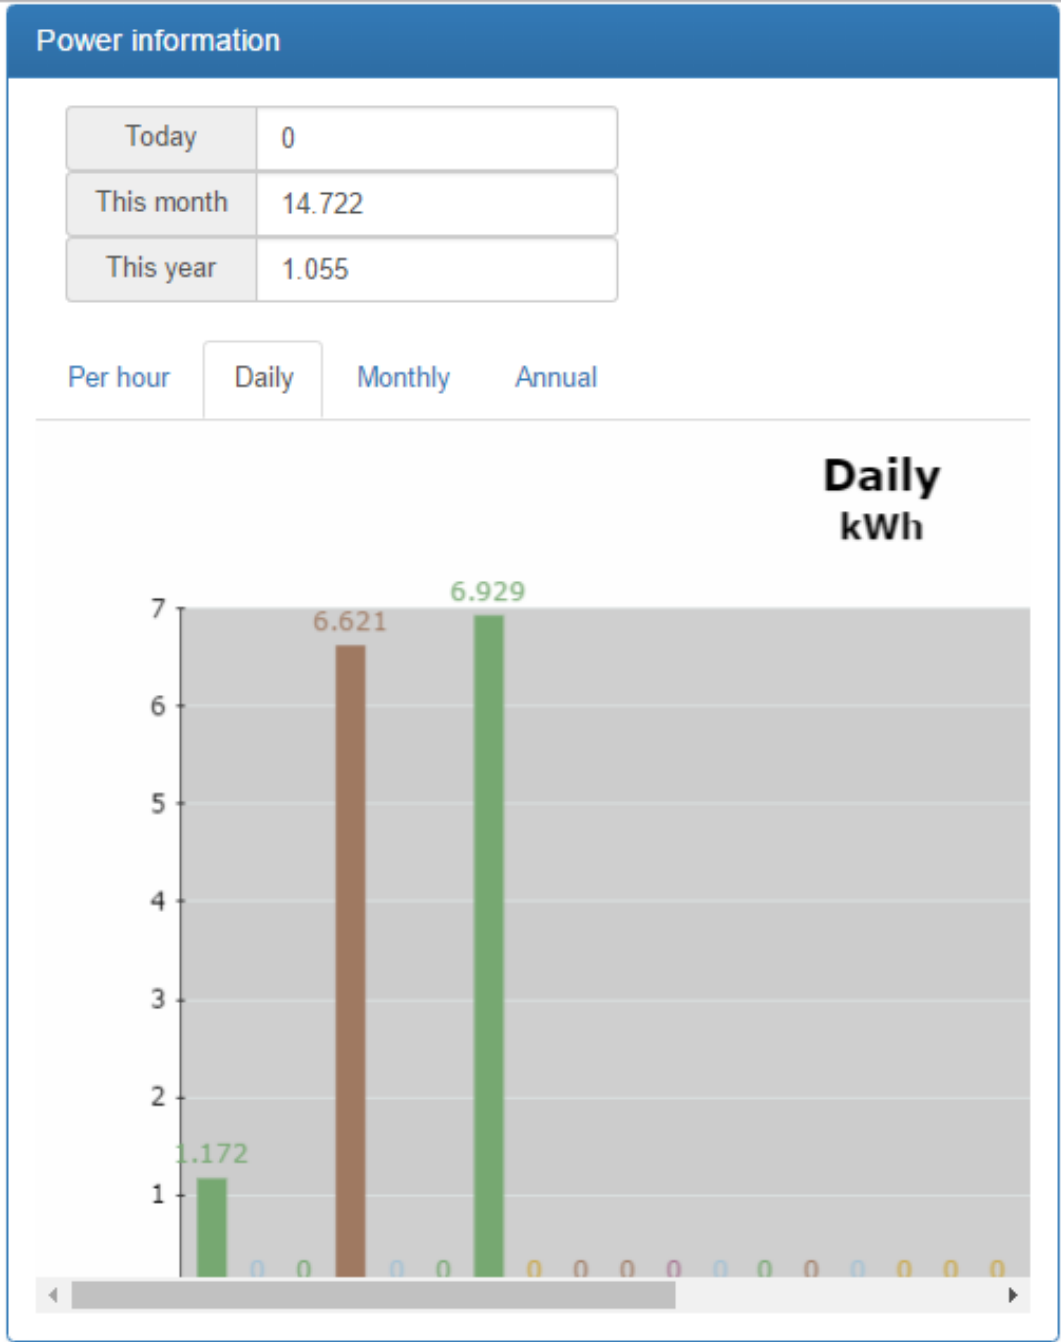 Power information
Today 0
This month 14.722
This year 1.055
Per hour Daily Monthly Annual
Daily
kWh
6.929
7
6.621
6
5
4
3
2
1.172
1
0 0 0 0 0 0 0 0 0 0 0 0 0 0 0